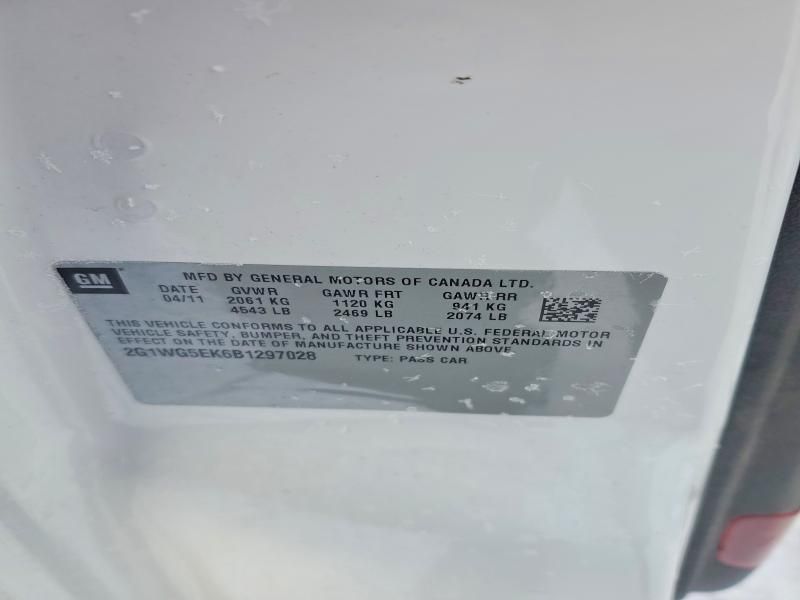 GM
MFD BY GENERAL MOTORS OF CANADA LTD.
DATE GVWR GAWR FRT GAWR RR
04/11 2061 KG 1120 KG 941 KG
4543 LB 2469 LB 2074 LB
THIS VEHICLE CONFORMS TO ALL APPLICABLE U.S. FEDERAL MOTOR
VEHICLE SAFETY, BUMPER, AND THEFT PREVENTION STANDARDS IN
EFFECT ON THE DATE OF MANUFACTURE SHOWN ABOVE.
2G1WG5EK6B1297028 TYPE: PASS CAR